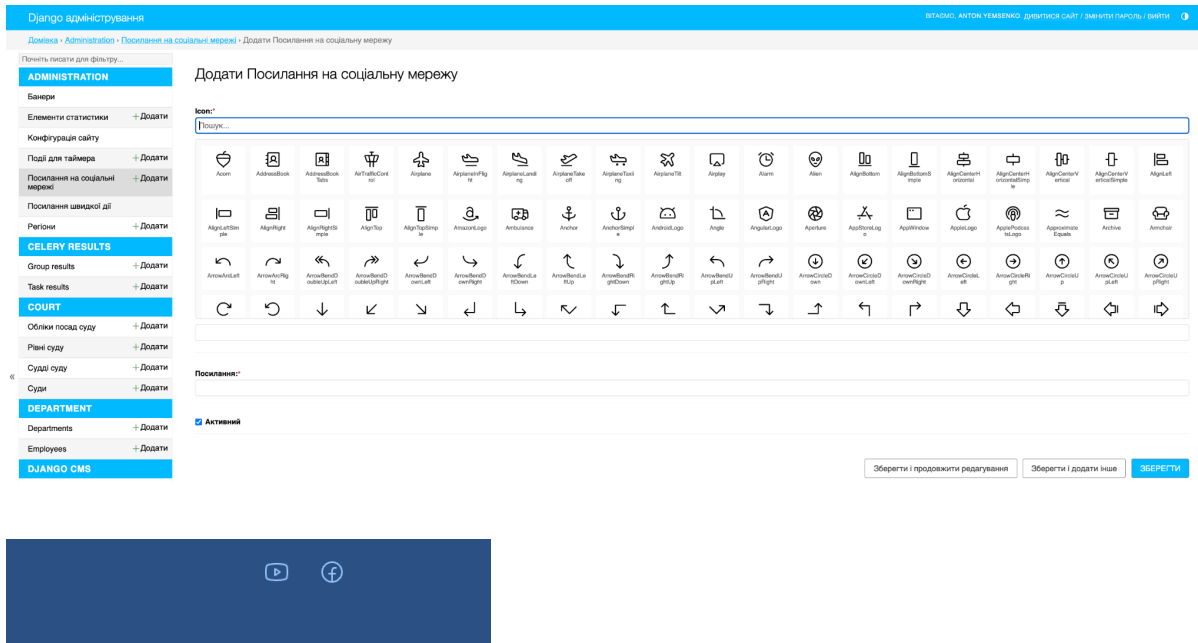 Django адміністрування
ВІТАЄМО, ANTON.YEMSENKO. ДИВИТИСЯ САЙТ / ЗМІНИТИ ПАРОЛЬ / ВИЙТИ
Домівка › Administration › Посилання на соціальні мережі › Додати Посилання на соціальну мережу
Почніть писати для фільтру...
ADMINISTRATION
Банери
Елементи статистики + Додати
Конфігурація сайту
Події для таймера + Додати
Посилання на соціальні мережі + Додати
Посилання швидкої дії
Регіони + Додати
CELERY RESULTS
Group results + Додати
Task results + Додати
COURT
Обліки посад суду + Додати
Рівні суду + Додати
Судді суду + Додати
Суди + Додати
DEPARTMENT
Departments + Додати
Employees + Додати
DJANGO CMS
«
Додати Посилання на соціальну мережу
Icon:*
Пошук...
Acorn AddressBook AddressBookTabs AirTrafficControl Airplane AirplaneInFlight AirplaneLanding AirplaneTakeoff AirplaneTaxiing AirplaneTilt Airplay Alarm Alien AlignBottom AlignBottomSimple AlignCenterHorizontal AlignCenterHorizontalSimple AlignCenterVertical AlignCenterVerticalSimple AlignLeft
AlignLeftSimple AlignRight AlignRightSimple AlignTop AlignTopSimple AmazonLogo Ambulance Anchor AnchorSimple AndroidLogo Angle AngularLogo Aperture AppStoreLogo AppWindow AppleLogo ApplePodcastsLogo ApproximateEquals Archive Armchair
ArrowArcLeft ArrowArcRight ArrowBendDoubleUpLeft ArrowBendDoubleUpRight ArrowBendDownLeft ArrowBendDownRight ArrowBendLeftDown ArrowBendLeftUp ArrowBendRightDown ArrowBendRightUp ArrowBendUpLeft ArrowBendUpRight ArrowCircleDown ArrowCircleDownLeft ArrowCircleDownRight ArrowCircleLeft ArrowCircleRight ArrowCircleUp ArrowCircleUpLeft ArrowCircleUpRight
Посилання:*
Активний
Зберегти і продовжити редагування
Зберегти і додати інше
ЗБЕРЕГТИ